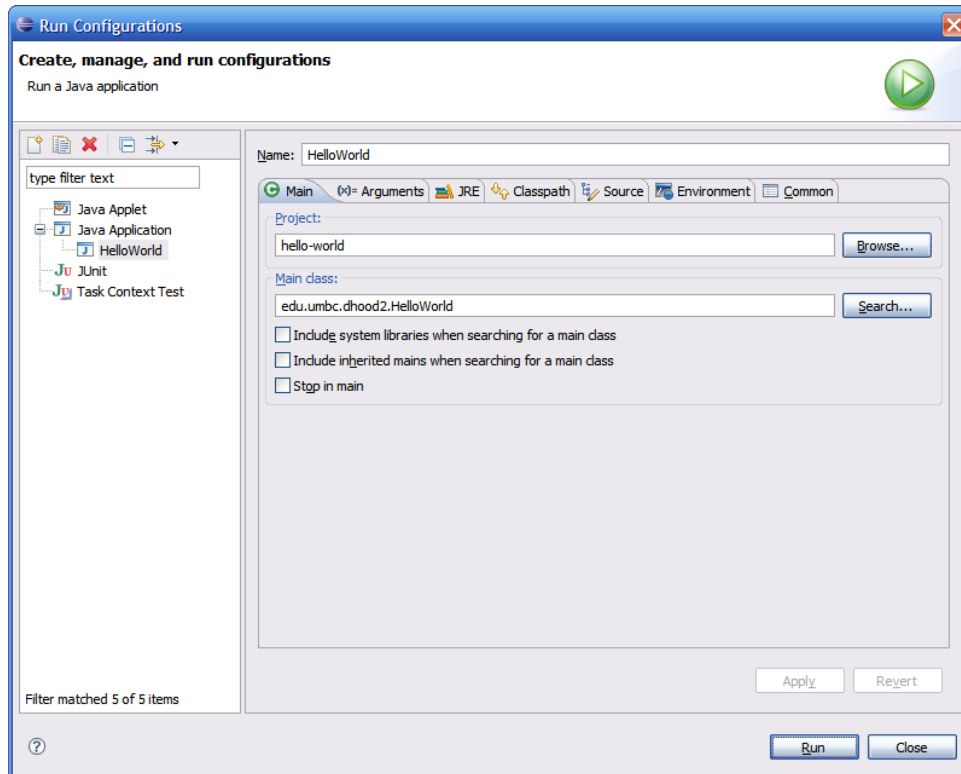 Run Configurations
Create, manage, and run configurations
Run a Java application
type filter text
Java Applet
Java Application
HelloWorld
JUnit
Task Context Test
Filter matched 5 of 5 items
Name: HelloWorld
Main (x)= Arguments JRE Classpath Source Environment Common
Project:
hello-world Browse...
Main class:
edu.umbc.dhood2.HelloWorld Search...
Include system libraries when searching for a main class
Include inherited mains when searching for a main class
Stop in main
Apply Revert
Run Close